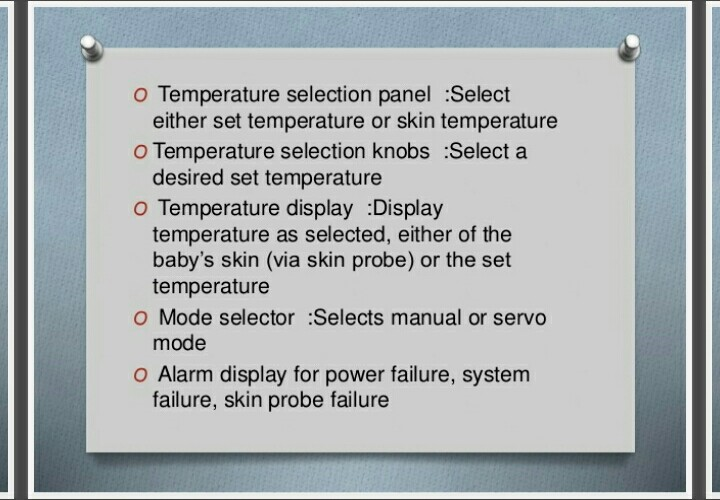 o Temperature selection panel :Select
either set temperature or skin temperature
o Temperature selection knobs :Select a
desired set temperature
o Temperature display :Display
temperature as selected, either of the
baby's skin (via skin probe) or the set
temperature
o Mode selector :Selects manual or servo
mode
o Alarm display for power failure, system
failure, skin probe failure